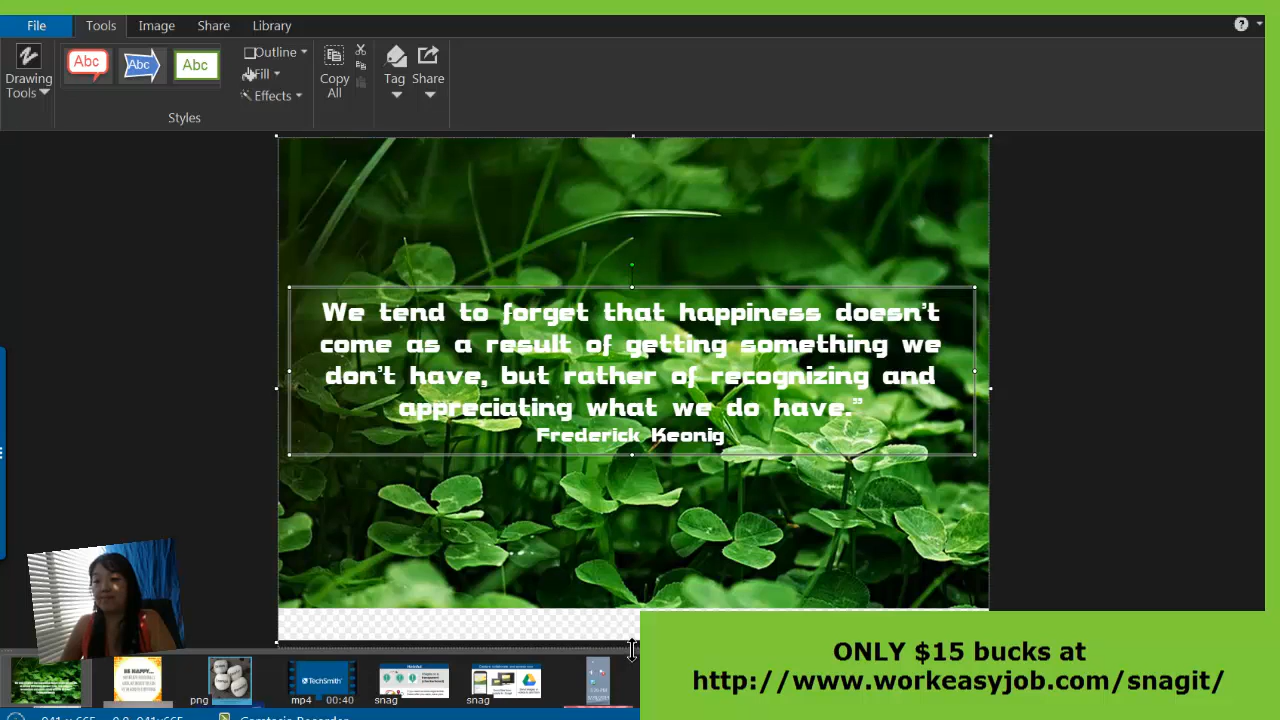 File Tools Image Share Library
?
Drawing Tools
Abc Abc Abc
Outline
Fill
Effects
Styles
Copy All
Tag
Share
We tend to forget that happiness doesn't
come as a result of getting something we
don't have, but rather of recognizing and
appreciating what we do have.”
Frederick Keonig
BE HAPPY...
png
TechSmith
mp4 00:40
snag
snag
ONLY $15 bucks at
http://www.workeasyjob.com/snagit/